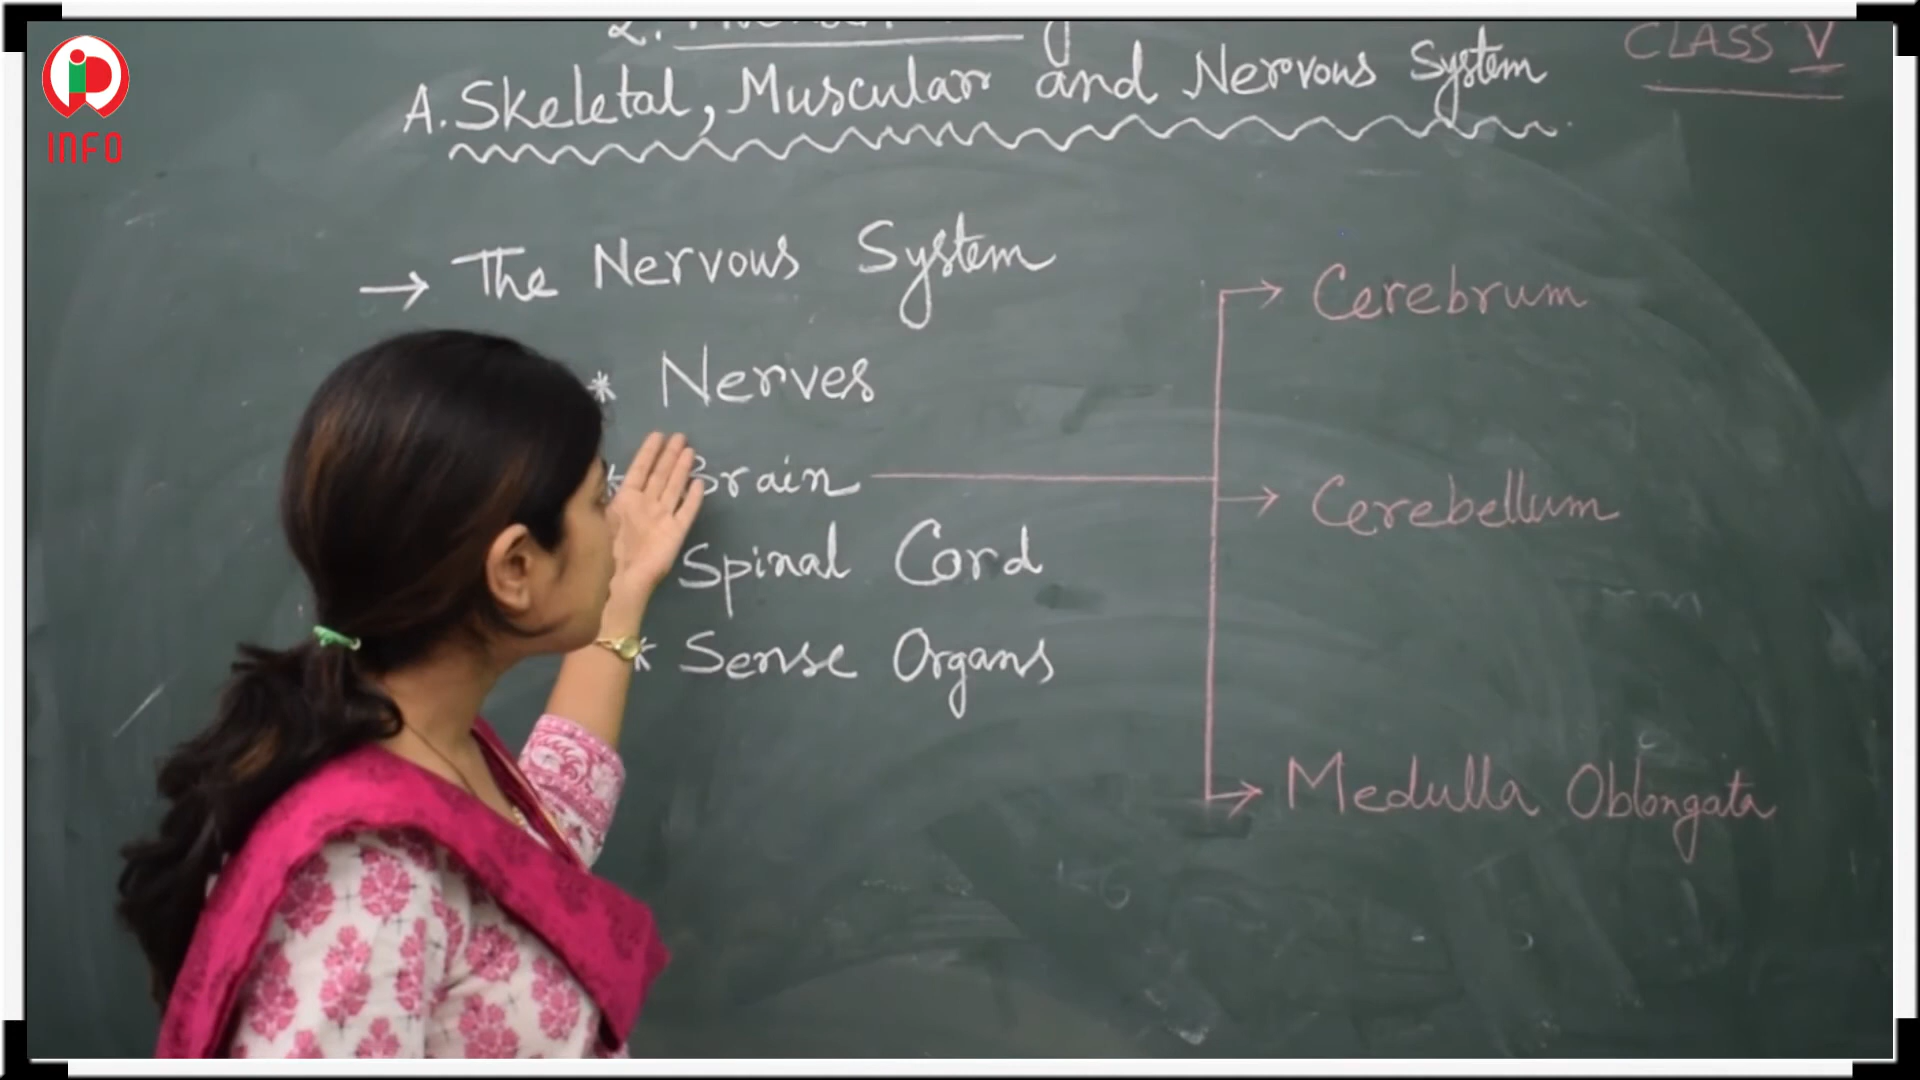 INFO
CLASS V
A. Skeletal, Muscular and Nervous System
→ The Nervous System
* Nerves
Brain
Spinal Cord
* Sense Organs
→ Cerebrum
→ Cerebellum
→ Medulla Oblongata